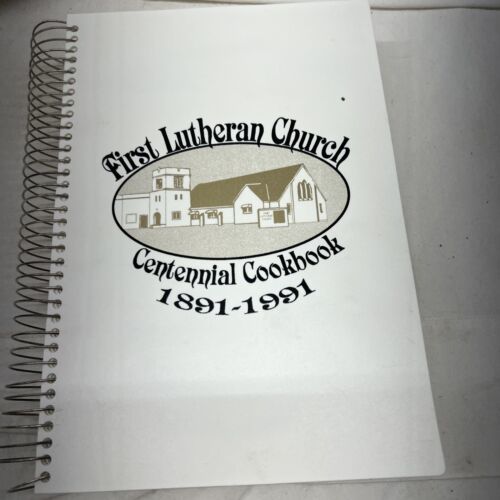 First Lutheran Church
Centennial Cookbook
1891-1991